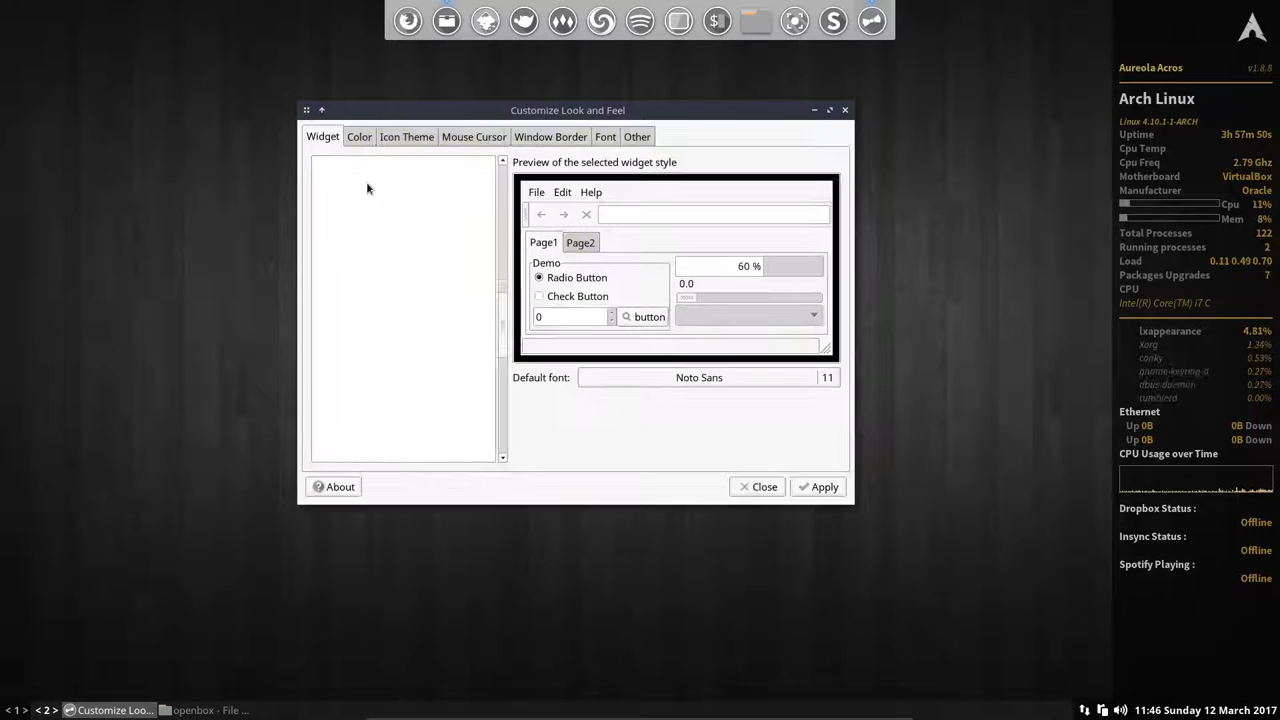 Aureola Acros v1.8.8
Arch Linux
Linux 4.10.1-1-ARCH
Uptime 3h 57m 50s
Cpu Temp
Cpu Freq 2.79 Ghz
Motherboard VirtualBox
Manufacturer Oracle
Cpu 11%
Mem 8%
Total Processes 122
Running processes 2
Load 0.11 0.49 0.70
Packages Upgrades 7
CPU
Intel(R) Core(TM) i7 C
lxappearance 4.81%
Xorg 1.34%
conky 0.53%
gnome-keyring-d 0.27%
dbus-daemon 0.27%
0.00%
Ethernet
Up 0B 0B Down
Up 0B 0B Down
CPU Usage over Time
Dropbox Status :
Offline
Insync Status :
Offline
Spotify Playing :
Offline
Customize Look and Feel
Widget Color Icon Theme Mouse Cursor Window Border Font Other
Preview of the selected widget style
File Edit Help
Page1 Page2
Demo
Radio Button
Check Button
0 button
60 %
0.0
Default font: Noto Sans 11
About Close Apply
< 1 > < 2 > Customize Loo... openbox - File ...
11:46 Sunday 12 March 2017
$
S